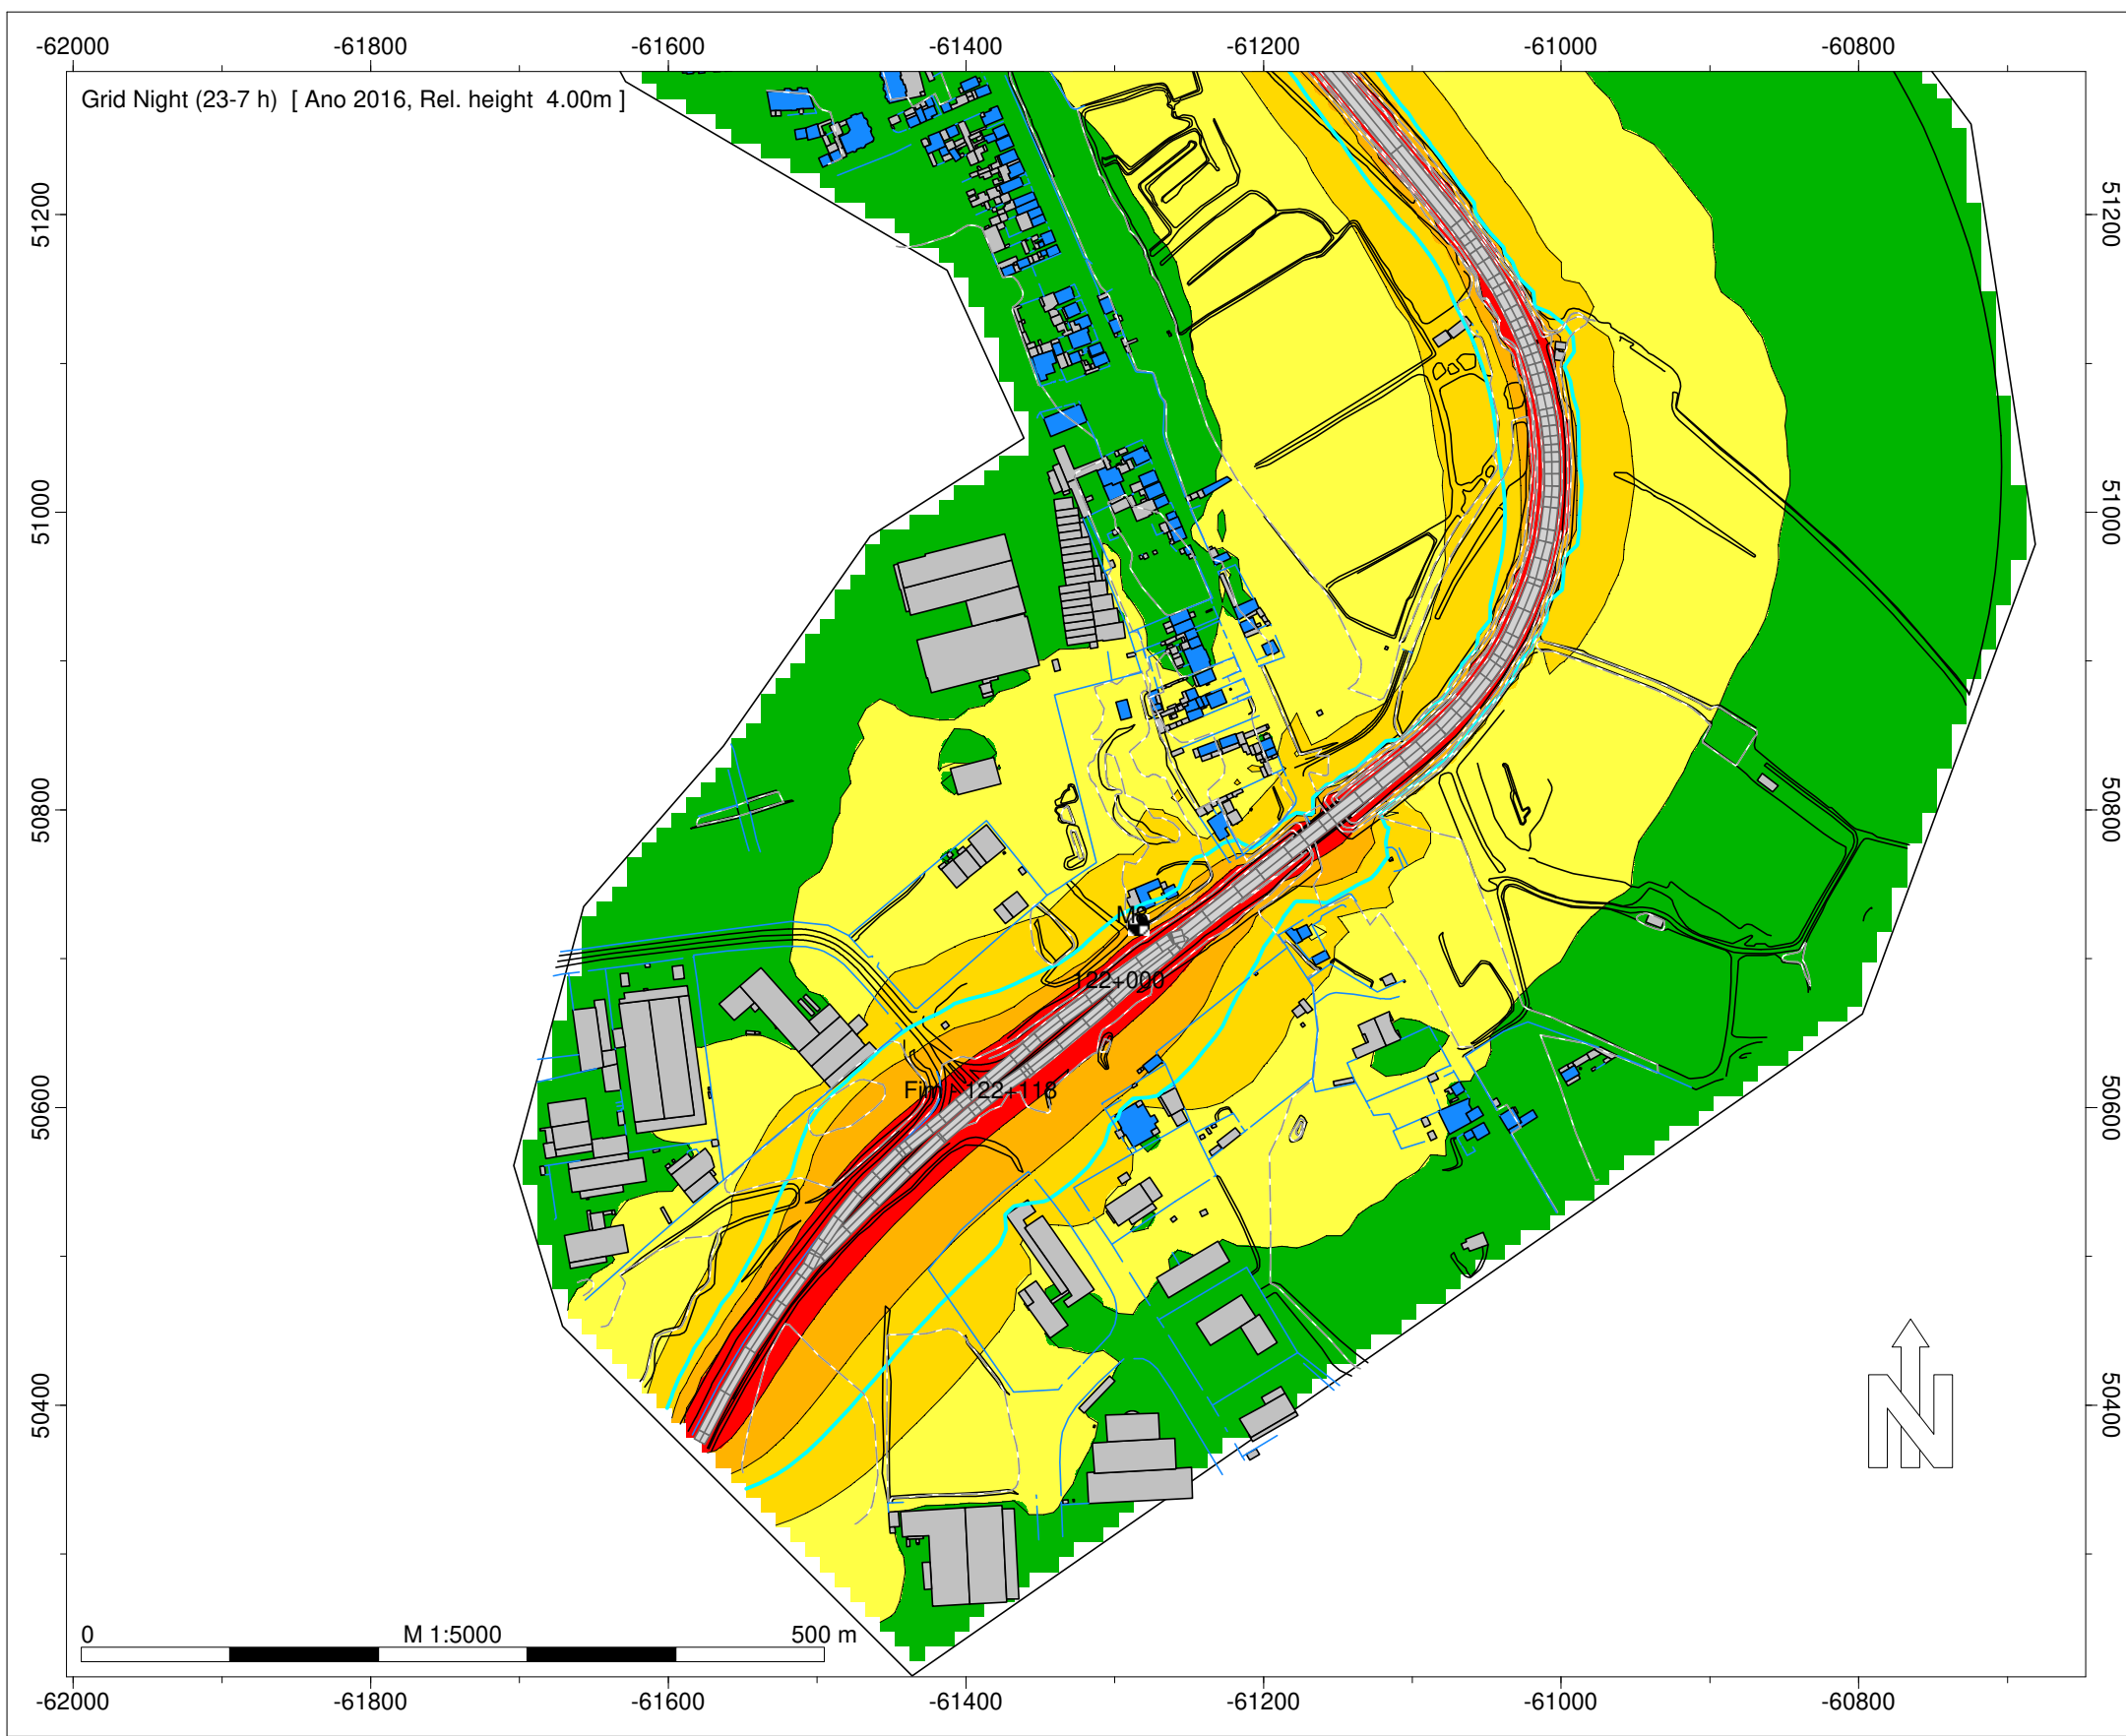 -62000 -61800 -61600 -61400 -61200 -61000 -60800
Grid Night (23-7 h) [ Ano 2016, Rel. height 4.00m ]
51200 51200
51000 51000
50800 50800
122+000
Fim - 122+118
50600 50600
50400 50400
N
0 M 1:5000 500 m
-62000 -61800 -61600 -61400 -61200 -61000 -60800